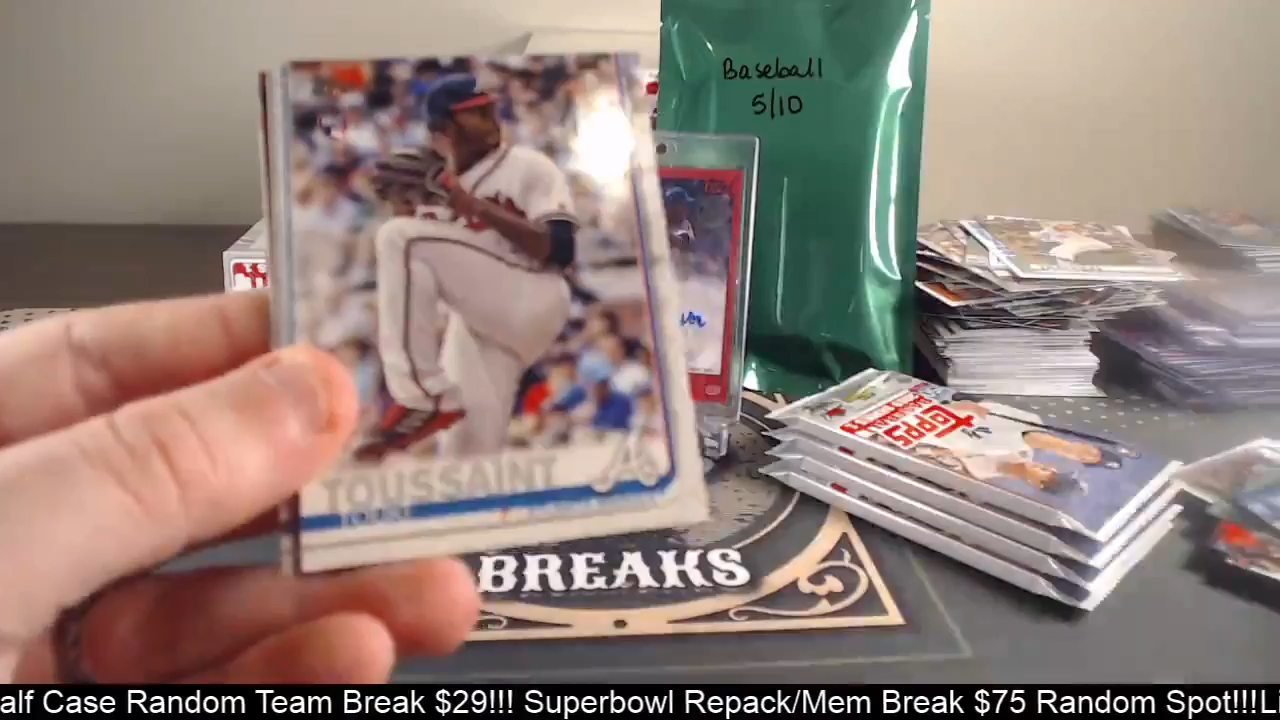 Baseball
5/10
TOPPS
TOUSSAINT
TOUKI
BREAKS
alf Case Random Team Break $29!!! Superbowl Repack/Mem Break $75 Random Spot!!!Li